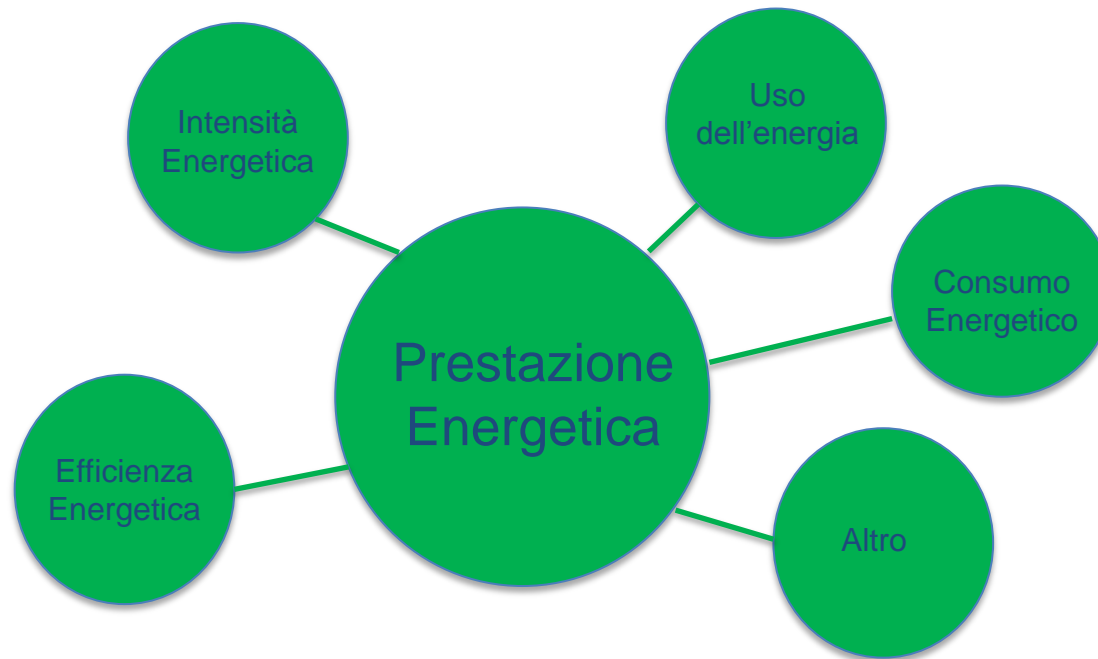 Intensità
Energetica
Uso
dell’energia
Consumo
Energetico
Prestazione
Energetica
Efficienza
Energetica
Altro